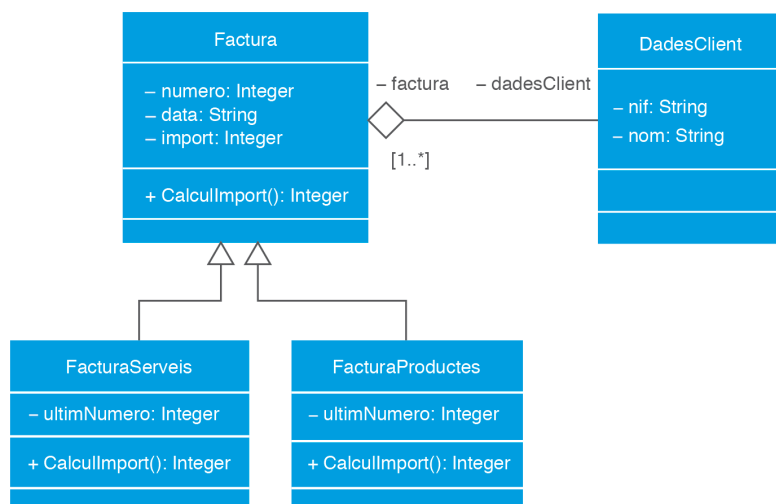 Factura
– numero: Integer
– data: String
– import: Integer
+ CalculImport(): Integer
– factura
– dadesClient
[1..*]
DadesClient
– nif: String
– nom: String
FacturaServeis
– ultimNumero: Integer
+ CalculImport(): Integer
FacturaProductes
– ultimNumero: Integer
+ CalculImport(): Integer